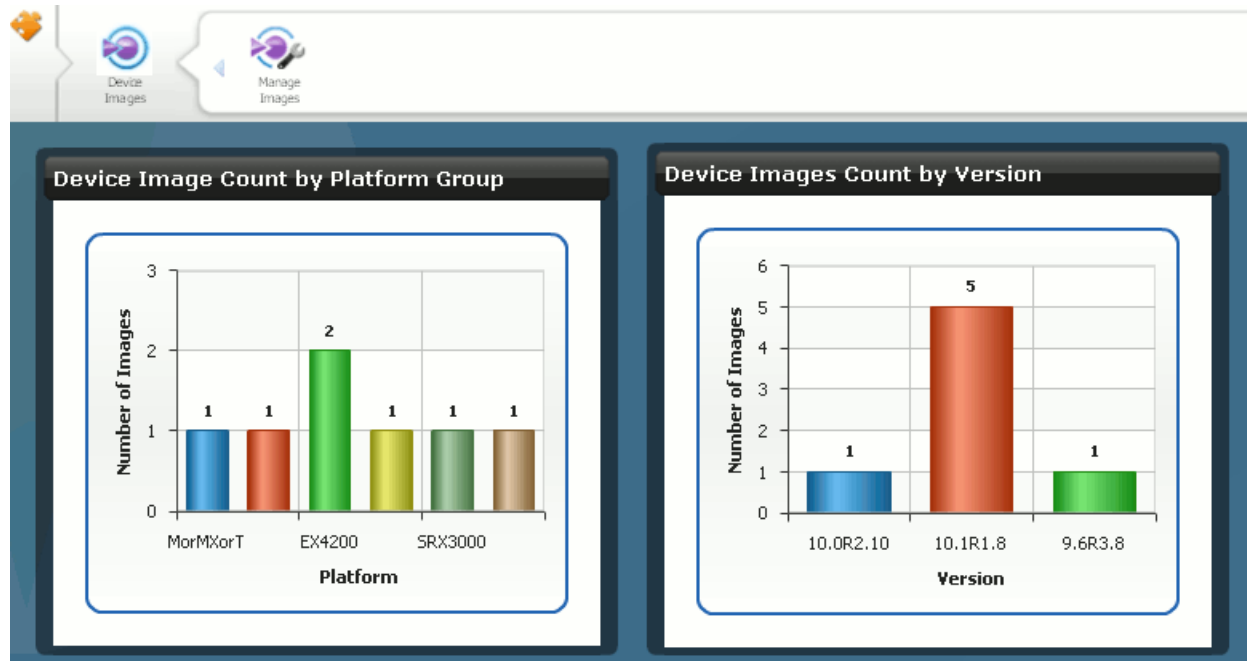 Device
Images
Manage
Images
Device Image Count by Platform Group
3
2
1
0
Number of Images
1
1
2
1
1
1
MorMXorT
EX4200
SRX3000
Platform
Device Images Count by Version
6
5
4
3
2
1
0
Number of Images
1
5
1
10.0R2.10
10.1R1.8
9.6R3.8
Version